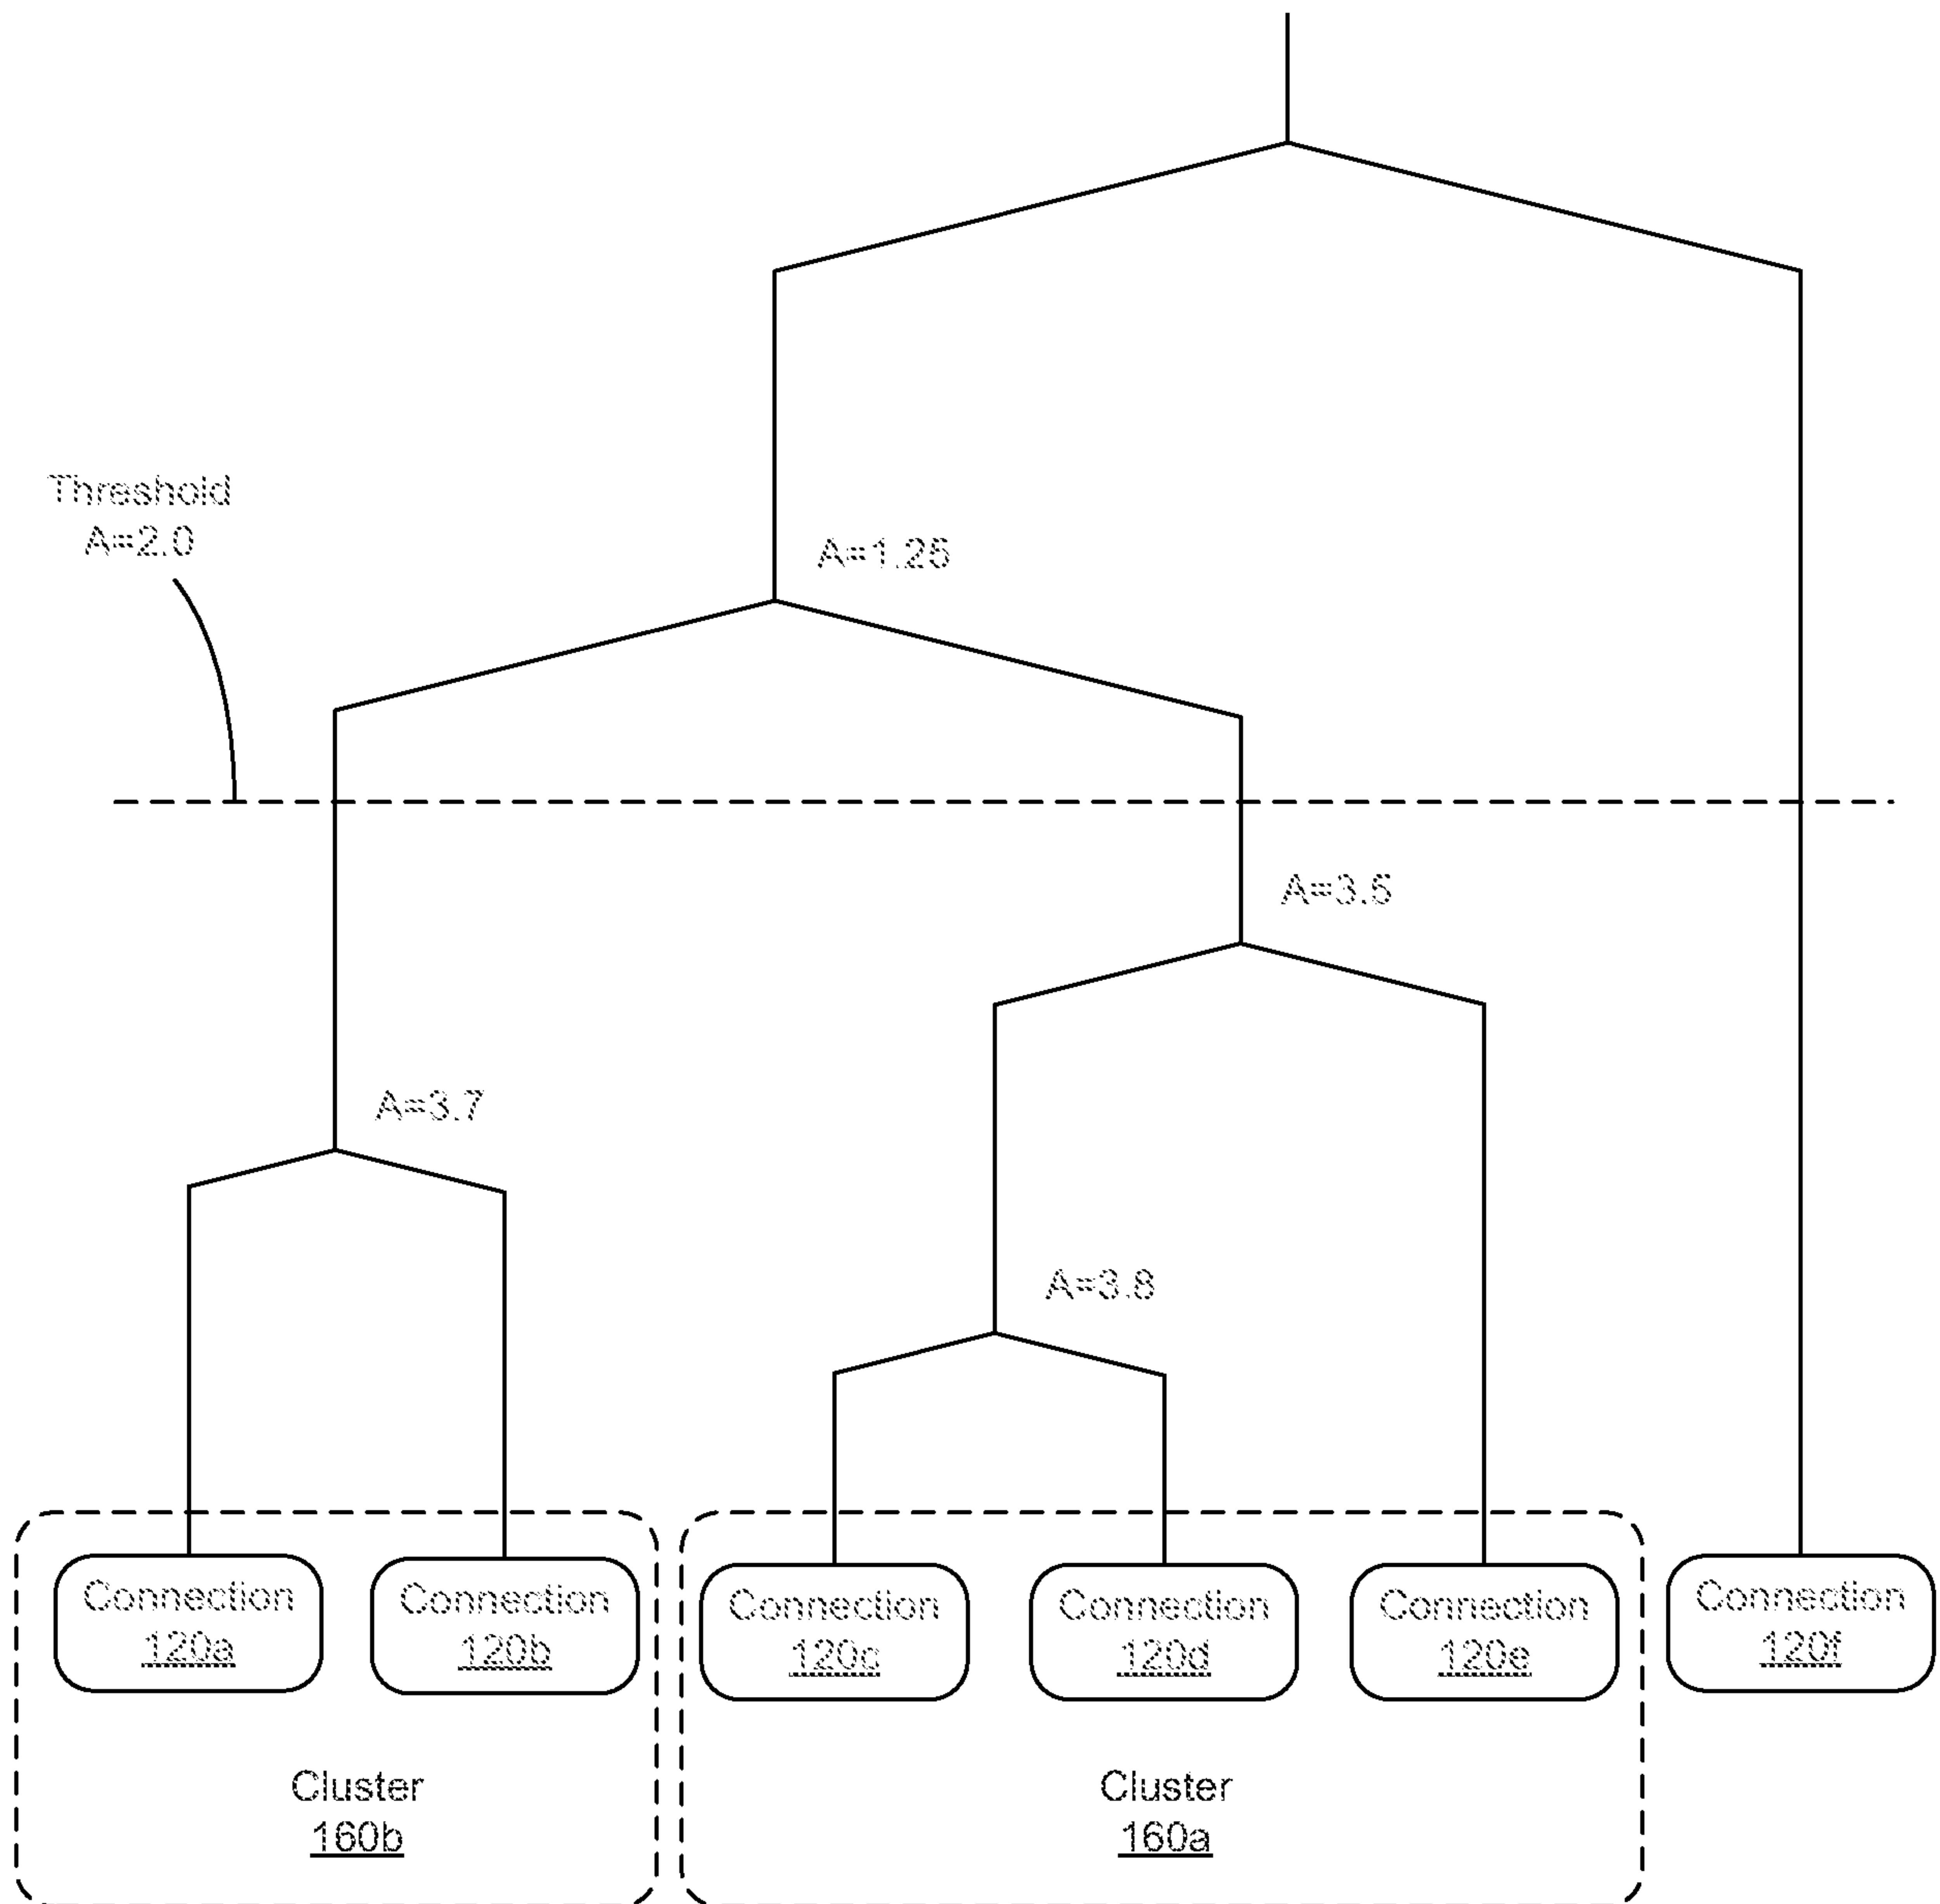 Threshold
A=2.0
A=1.25
A=3.5
A=3.7
A=3.8
Connection
120a
Connection
120b
Connection
120c
Connection
120d
Connection
120e
Connection
120f
Cluster
160b
Cluster
160a